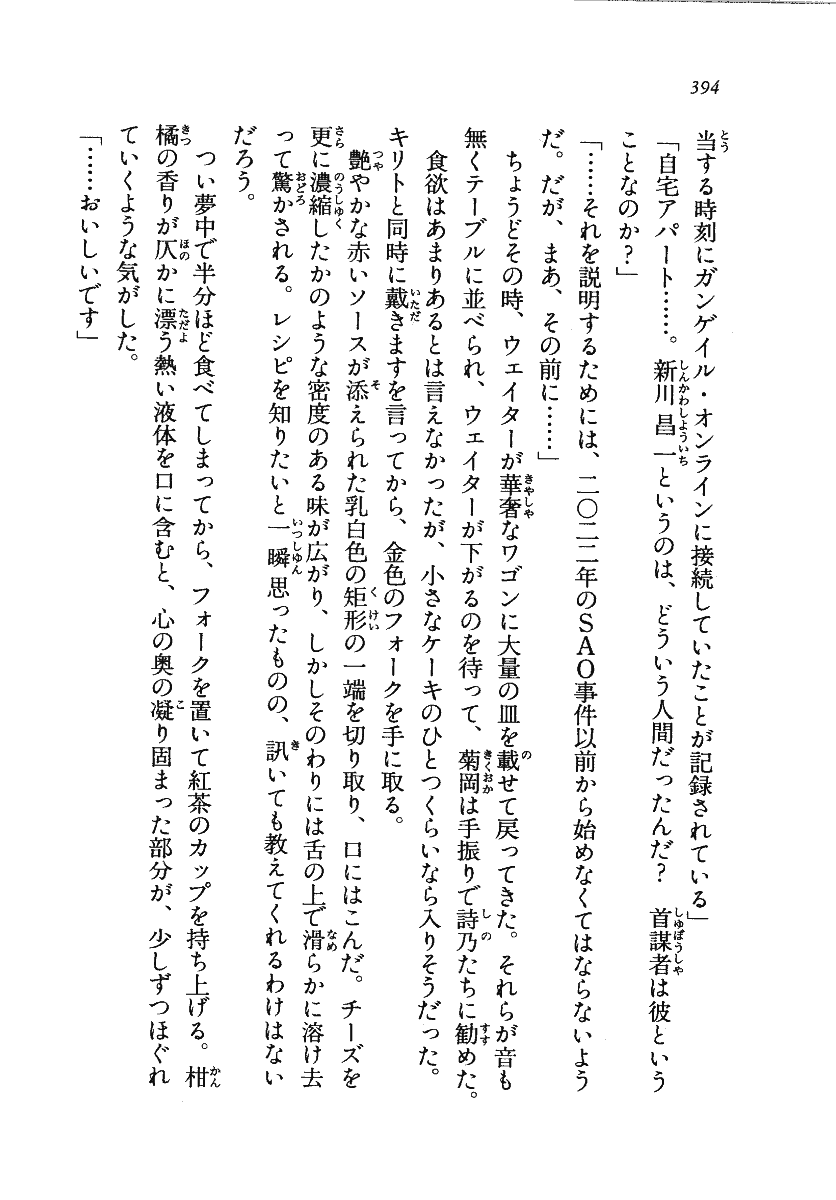 394
当する時刻にガンゲイル・オンラインに接続していたことが記録されている」
「自宅アパート……。新川昌一というのは、どういう人間だったんだ？　首謀者は彼という
ことなのか？」
「……それを説明するためには、二〇二二年のＳＡＯ事件以前から始めなくてはならないよう
だ。だが、まあ、その前に……」
　ちょうどその時、ウェイターが華奢なワゴンに大量の皿を載せて戻ってきた。それらが音も
無くテーブルに並べられ、ウェイターが下がるのを待って、菊岡は手振りで詩乃たちに勧めた。
　食欲はあまりあるとは言えなかったが、小さなケーキのひとつくらいなら入りそうだった。
キリトと同時に戴きますを言ってから、金色のフォークを手に取る。
　艶やかな赤いソースが添えられた乳白色の矩形の一端を切り取り、口にはこんだ。チーズを
更に濃縮したかのような密度のある味が広がり、しかしそのわりには舌の上で滑らかに溶け去
って驚かされる。レシピを知りたいと一瞬思ったものの、訊いても教えてくれるわけはない
だろう。
　つい夢中で半分ほど食べてしまってから、フォークを置いて紅茶のカップを持ち上げる。柑
橘の香りが仄かに漂う熱い液体を口に含むと、心の奥の凝り固まった部分が、少しずつほぐれ
ていくような気がした。
「……おいしいです」